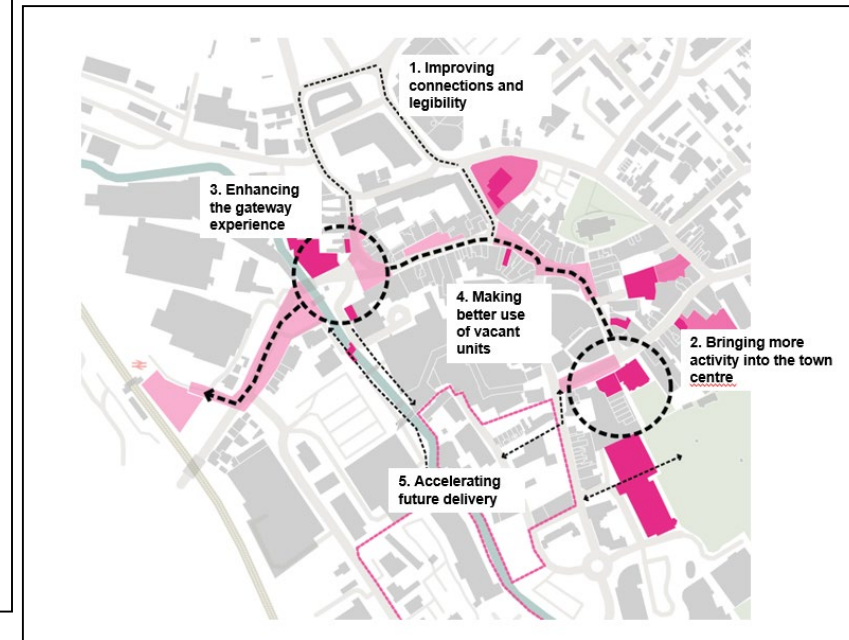 1. Improving
connections and
legibility
3. Enhancing
the gateway
experience
4. Making
better use
of vacant
units
2. Bringing more
activity into the town
centre
5. Accelerating
future delivery